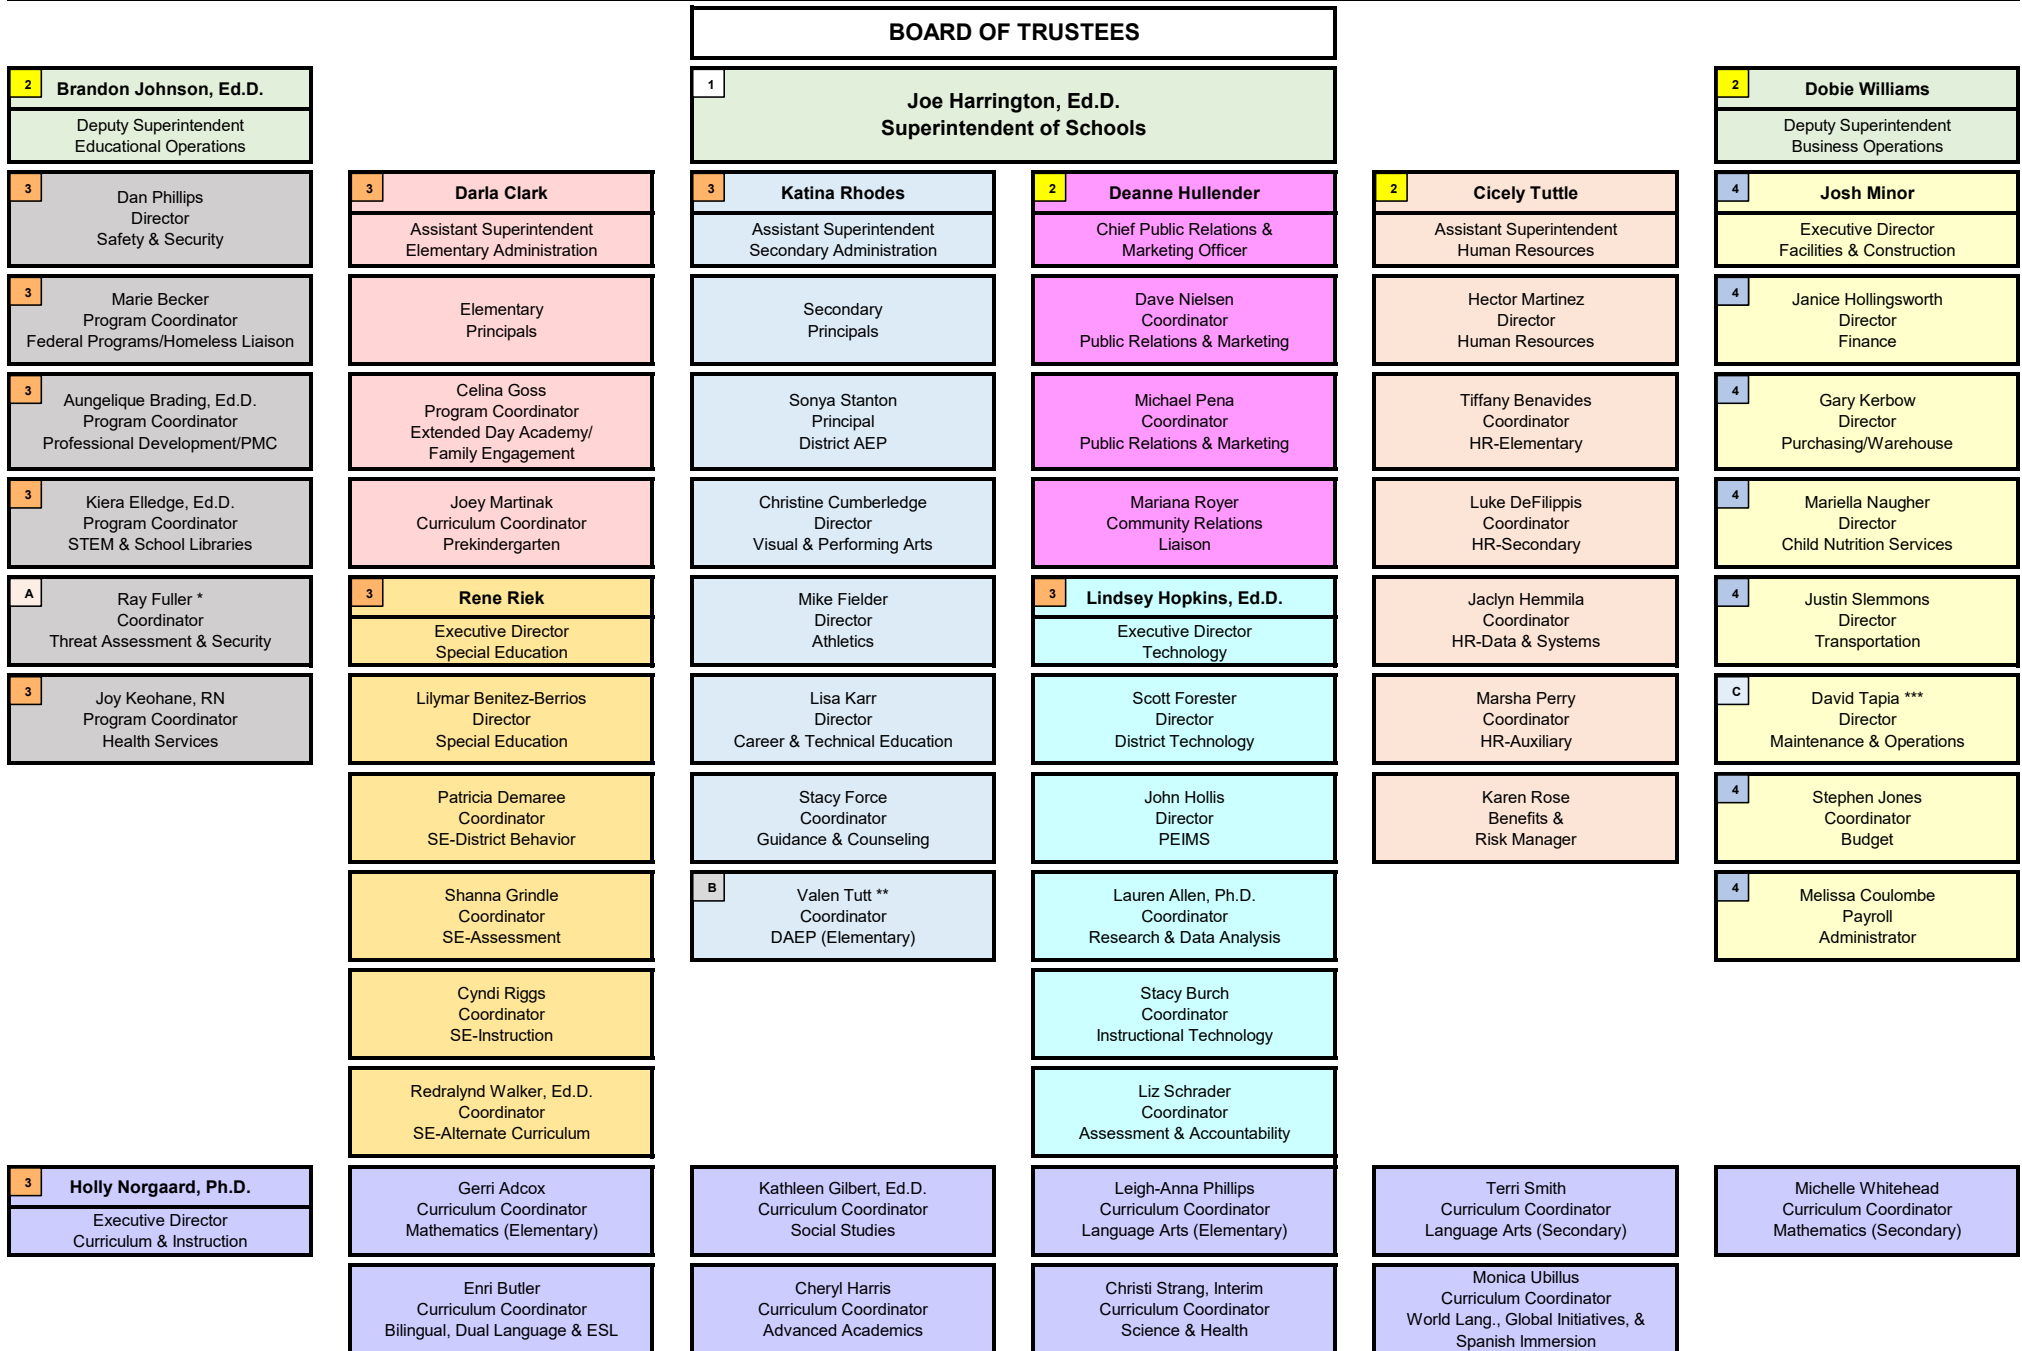 BOARD OF TRUSTEES
2
Brandon Johnson, Ed.D.
Deputy Superintendent
Educational Operations
1
Joe Harrington, Ed.D.
Superintendent of Schools
2
Dobie Williams
Deputy Superintendent
Business Operations
3
Dan Phillips
Director
Safety & Security
3
Darla Clark
Assistant Superintendent
Elementary Administration
3
Katina Rhodes
Assistant Superintendent
Secondary Administration
2
Deanne Hullender
Chief Public Relations &
Marketing Officer
2
Cicely Tuttle
Assistant Superintendent
Human Resources
4
Josh Minor
Executive Director
Facilities & Construction
3
Marie Becker
Program Coordinator
Federal Programs/Homeless Liaison
Elementary
Principals
Secondary
Principals
Dave Nielsen
Coordinator
Public Relations & Marketing
Hector Martinez
Director
Human Resources
4
Janice Hollingsworth
Director
Finance
3
Aungelique Brading, Ed.D.
Program Coordinator
Professional Development/PMC
Celina Goss
Program Coordinator
Extended Day Academy/
Family Engagement
Sonya Stanton
Principal
District AEP
Michael Pena
Coordinator
Public Relations & Marketing
Tiffany Benavides
Coordinator
HR-Elementary
4
Gary Kerbow
Director
Purchasing/Warehouse
3
Kiera Elledge, Ed.D.
Program Coordinator
STEM & School Libraries
Joey Martinak
Curriculum Coordinator
Prekindergarten
Christine Cumberledge
Director
Visual & Performing Arts
Mariana Royer
Community Relations
Liaison
Luke DeFilippis
Coordinator
HR-Secondary
4
Mariella Naugher
Director
Child Nutrition Services
A
Ray Fuller *
Coordinator
Threat Assessment & Security
3
Rene Riek
Executive Director
Special Education
Mike Fielder
Director
Athletics
3
Lindsey Hopkins, Ed.D.
Executive Director
Technology
Jaclyn Hemmila
Coordinator
HR-Data & Systems
4
Justin Slemmons
Director
Transportation
3
Joy Keohane, RN
Program Coordinator
Health Services
Lilymar Benitez-Berrios
Director
Special Education
Lisa Karr
Director
Career & Technical Education
Scott Forester
Director
District Technology
Marsha Perry
Coordinator
HR-Auxiliary
C
David Tapia ***
Director
Maintenance & Operations
Patricia Demaree
Coordinator
SE-District Behavior
Stacy Force
Coordinator
Guidance & Counseling
John Hollis
Director
PEIMS
Karen Rose
Benefits &
Risk Manager
4
Stephen Jones
Coordinator
Budget
Shanna Grindle
Coordinator
SE-Assessment
B
Valen Tutt **
Coordinator
DAEP (Elementary)
Lauren Allen, Ph.D.
Coordinator
Research & Data Analysis
4
Melissa Coulombe
Payroll
Administrator
Cyndi Riggs
Coordinator
SE-Instruction
Stacy Burch
Coordinator
Instructional Technology
Redralynd Walker, Ed.D.
Coordinator
SE-Alternate Curriculum
Liz Schrader
Coordinator
Assessment & Accountability
3
Holly Norgaard, Ph.D.
Executive Director
Curriculum & Instruction
Gerri Adcox
Curriculum Coordinator
Mathematics (Elementary)
Kathleen Gilbert, Ed.D.
Curriculum Coordinator
Social Studies
Leigh-Anna Phillips
Curriculum Coordinator
Language Arts (Elementary)
Terri Smith
Curriculum Coordinator
Language Arts (Secondary)
Michelle Whitehead
Curriculum Coordinator
Mathematics (Secondary)
Enri Butler
Curriculum Coordinator
Bilingual, Dual Language & ESL
Cheryl Harris
Curriculum Coordinator
Advanced Academics
Christi Strang, Interim
Curriculum Coordinator
Science & Health
Monica Ubillus
Curriculum Coordinator
World Lang., Global Initiatives, &
Spanish Immersion